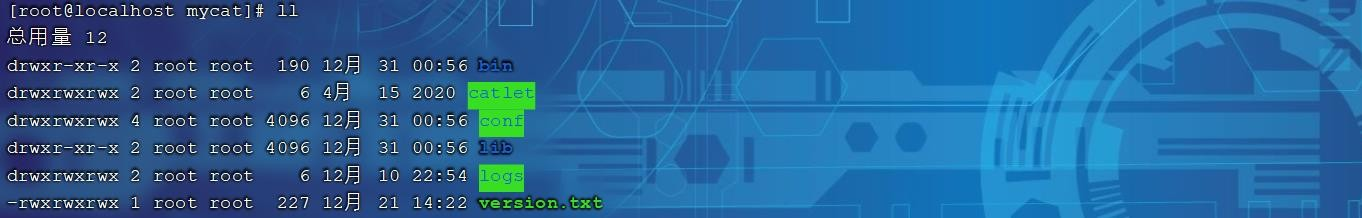 [root@localhost mycat]# ll
总用量 12
drwxr-xr-x 2 root root  190 12月 31 00:56 bin
drwxrwxrwx 2 root root    6 4月  15 2020 catlet
drwxrwxrwx 4 root root 4096 12月 31 00:56 conf
drwxr-xr-x 2 root root 4096 12月 31 00:56 lib
drwxrwxrwx 2 root root    6 12月 10 22:54 logs
-rwxrwxrwx 1 root root  227 12月 21 14:22 version.txt